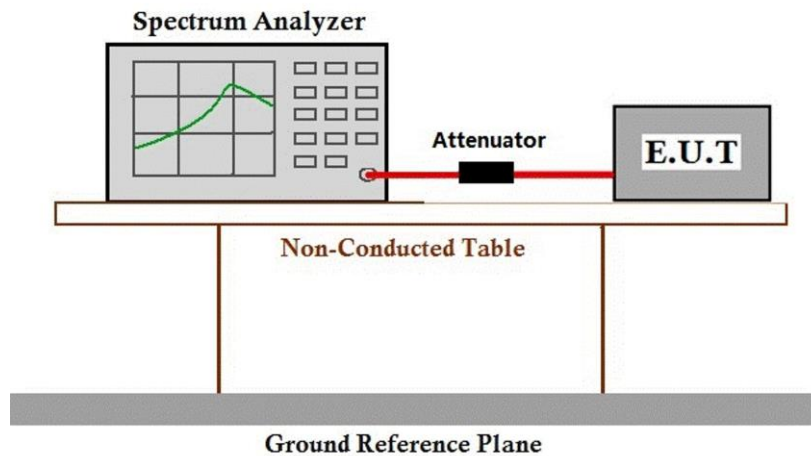 Spectrum Analyzer
Attenuator
E.U.T
Non-Conducted Table
Ground Reference Plane